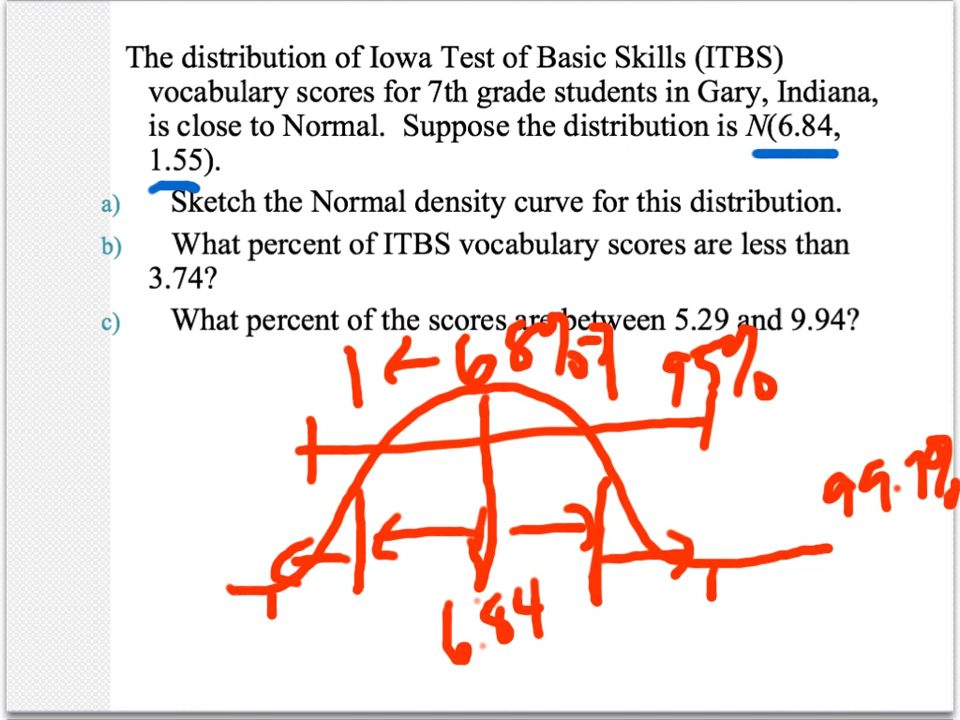 The distribution of Iowa Test of Basic Skills (ITBS)
vocabulary scores for 7th grade students in Gary, Indiana,
is close to Normal.  Suppose the distribution is N(6.84,
1.55).
a) Sketch the Normal density curve for this distribution.
b) What percent of ITBS vocabulary scores are less than
3.74?
c) What percent of the scores are between 5.29 and 9.94?
68%
95%
99.7%
6.84